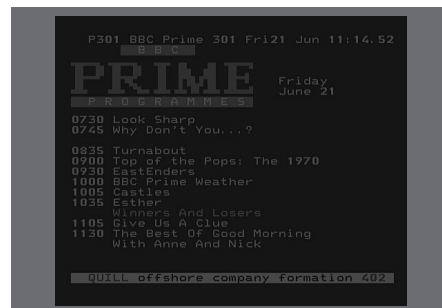 P301 BBC Prime 301 Fri21 Jun 11:14.52
BBC
PRIME
PROGRAMMES
Friday
June 21
0730 Look Sharp
0745 Why Don't You...?
0835 Turnabout
0900 Top of the Pops: The 1970
0930 EastEnders
1000 BBC Prime Weather
1005 Castles
1035 Esther
Winners And Losers
1105 Give Us A Clue
1130 The Best Of Good Morning
With Anne And Nick
QUILL offshore company formation 402